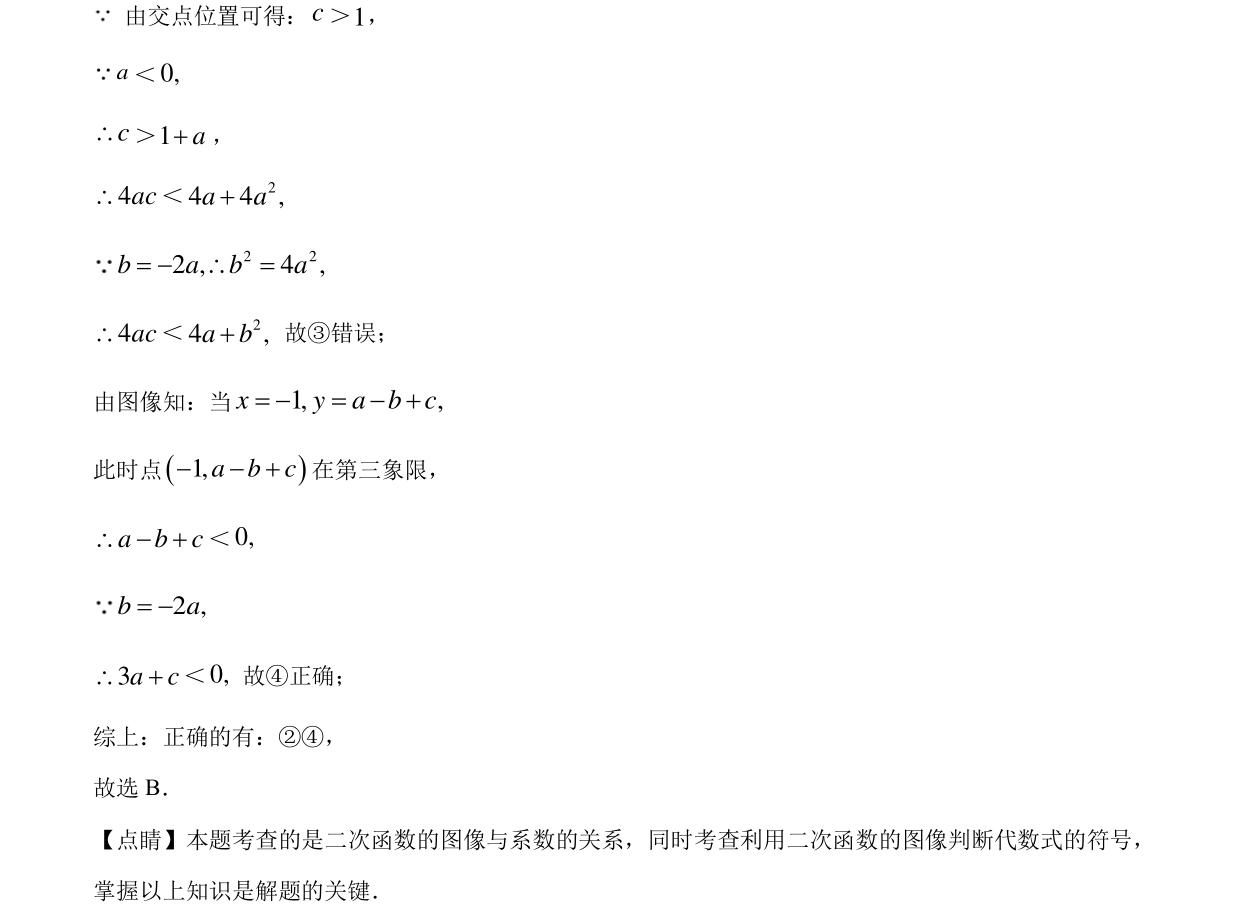 ∵ 由交点位置可得：c＞1，
∵a＜0,
∴c＞1+a，
∴4ac＜4a+4a²,
∵b=−2a,∴b²=4a²,
∴4ac＜4a+b², 故③错误；
由图像知：当x=−1, y=a−b+c,
此时点(−1,a−b+c)在第三象限，
∴a−b+c＜0,
∵b=−2a,
∴3a+c＜0, 故④正确；
综上：正确的有：②④，
故选 B．
【点睛】本题考查的是二次函数的图像与系数的关系，同时考查利用二次函数的图像判断代数式的符号，
掌握以上知识是解题的关键．